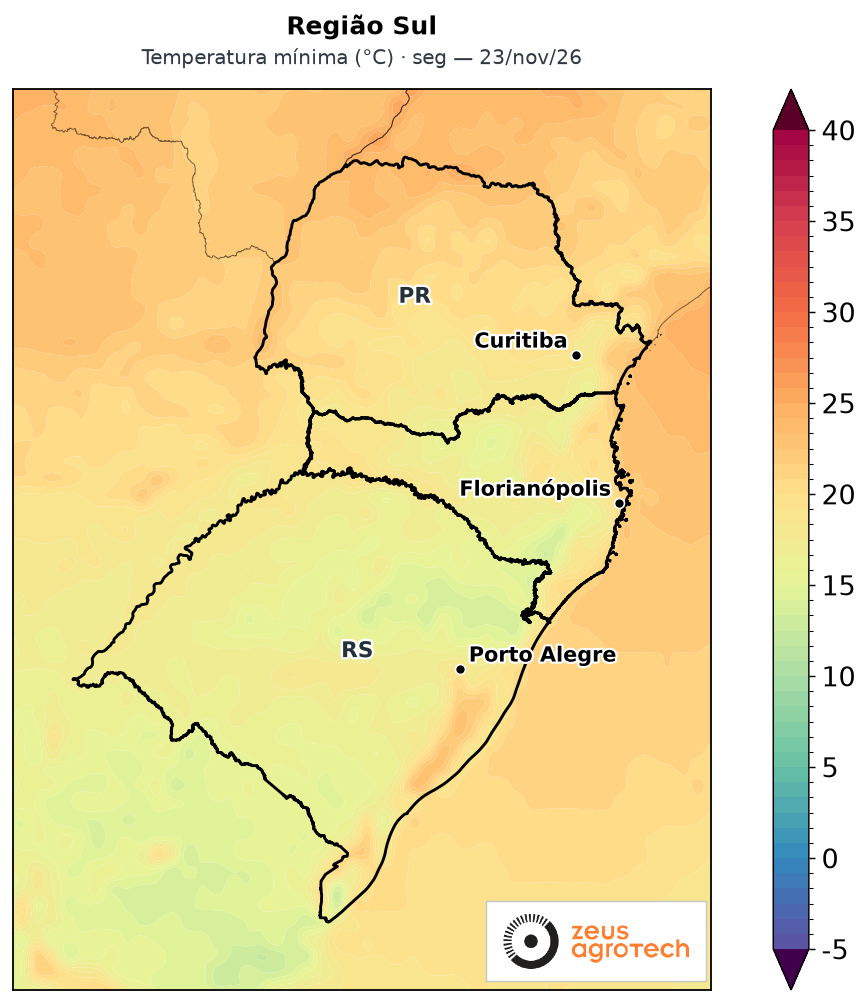 Região Sul
Temperatura mínima (°C) · seg — 23/nov/26
PR
Curitiba
Florianópolis
RS
Porto Alegre
40
35
30
25
20
15
10
5
0
-5
zeus
agrotech